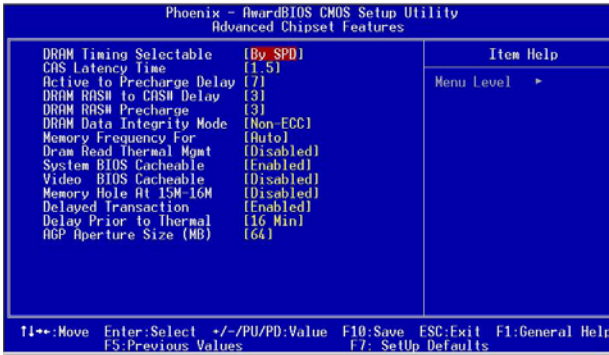 Phoenix - AwardBIOS CMOS Setup Utility
Advanced Chipset Features
DRAM Timing Selectable [By SPD]
CAS Latency Time [1.5]
Active to Precharge Delay [7]
DRAM RAS# to CAS# Delay [3]
DRAM RAS# Precharge [3]
DRAM Data Integrity Mode [Non-ECC]
Memory Frequency For [Auto]
Dram Read Thermal Mgmt [Disabled]
System BIOS Cacheable [Enabled]
Video BIOS Cacheable [Disabled]
Memory Hole At 15M-16M [Disabled]
Delayed Transaction [Enabled]
Delay Prior to Thermal [16 Min]
AGP Aperture Size (MB) [64]
Item Help
Menu Level ►
↑↓→←:Move Enter:Select +/-/PU/PD:Value F10:Save ESC:Exit F1:General Help
F5:Previous Values F7: SetUp Defaults